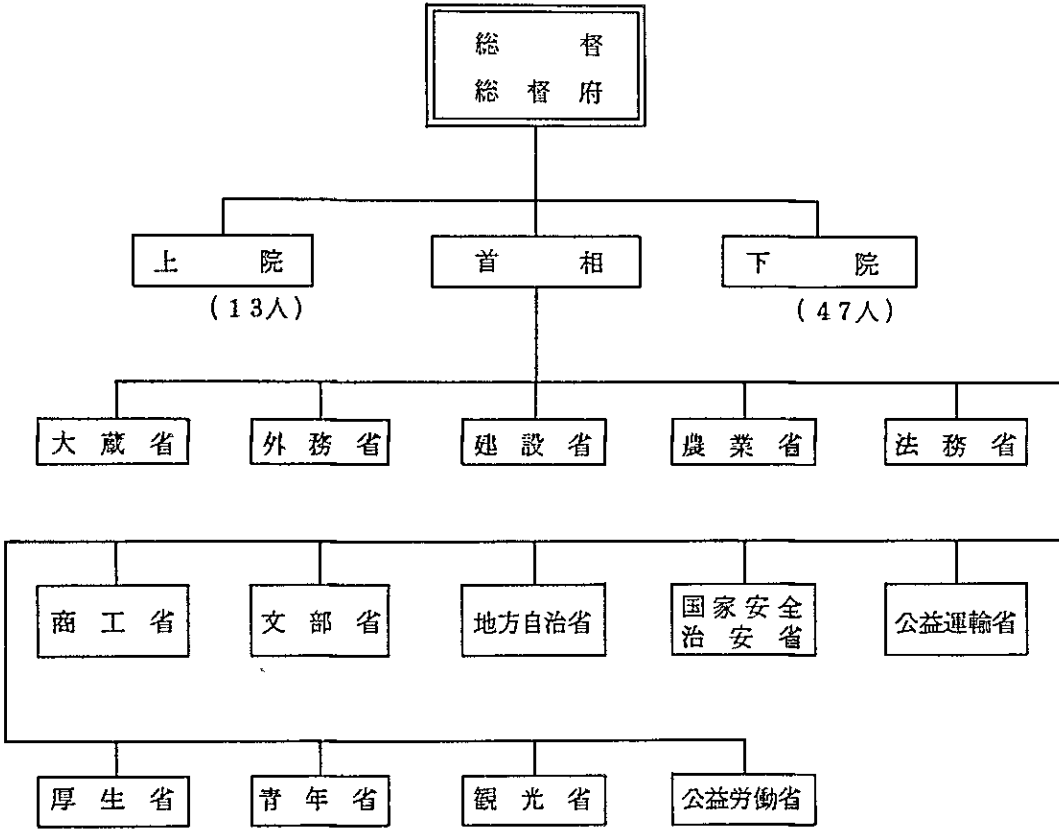 総督
総督府
上院
首相
下院
(13人)
(47人)
大蔵省
外務省
建設省
農業省
法務省
商工省
文部省
地方自治省
国家安全
治安省
公益運輸省
厚生省
青年省
観光省
公益労働省